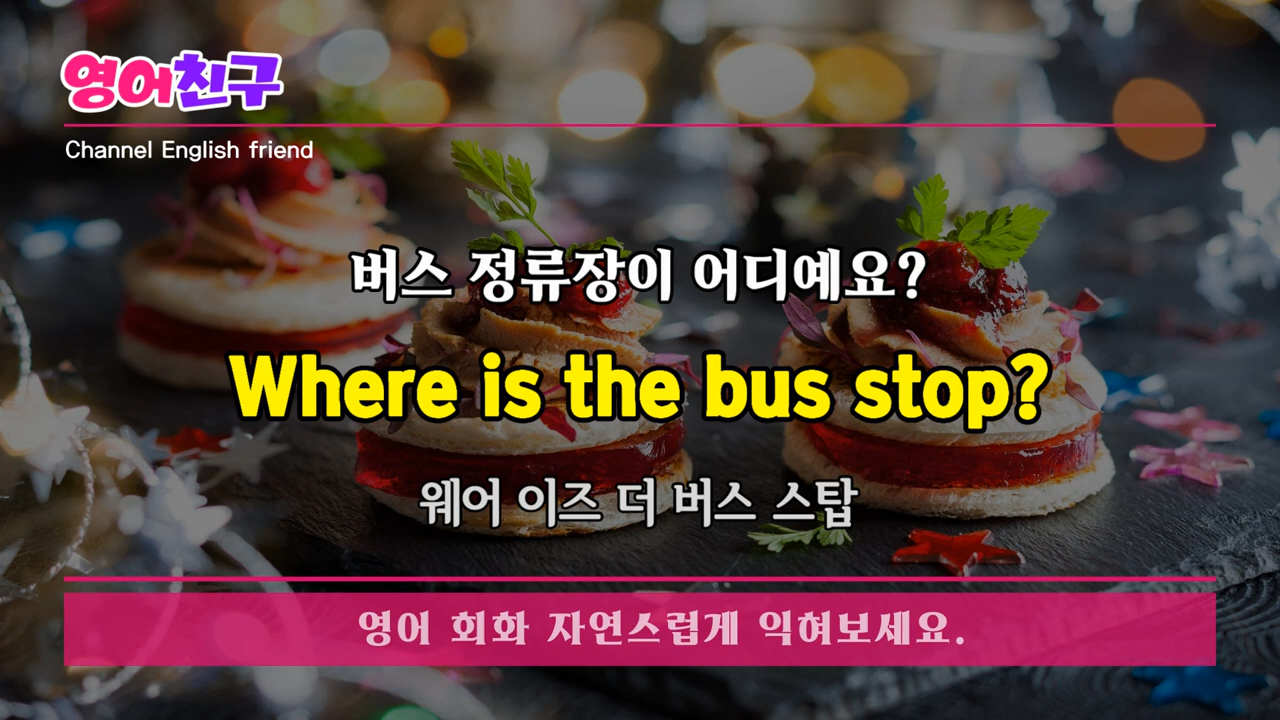 영어친구
Channel English friend
버스 정류장이 어디예요?
Where is the bus stop?
웨어 이즈 더 버스 스탑
영어 회화 자연스럽게 익혀보세요.